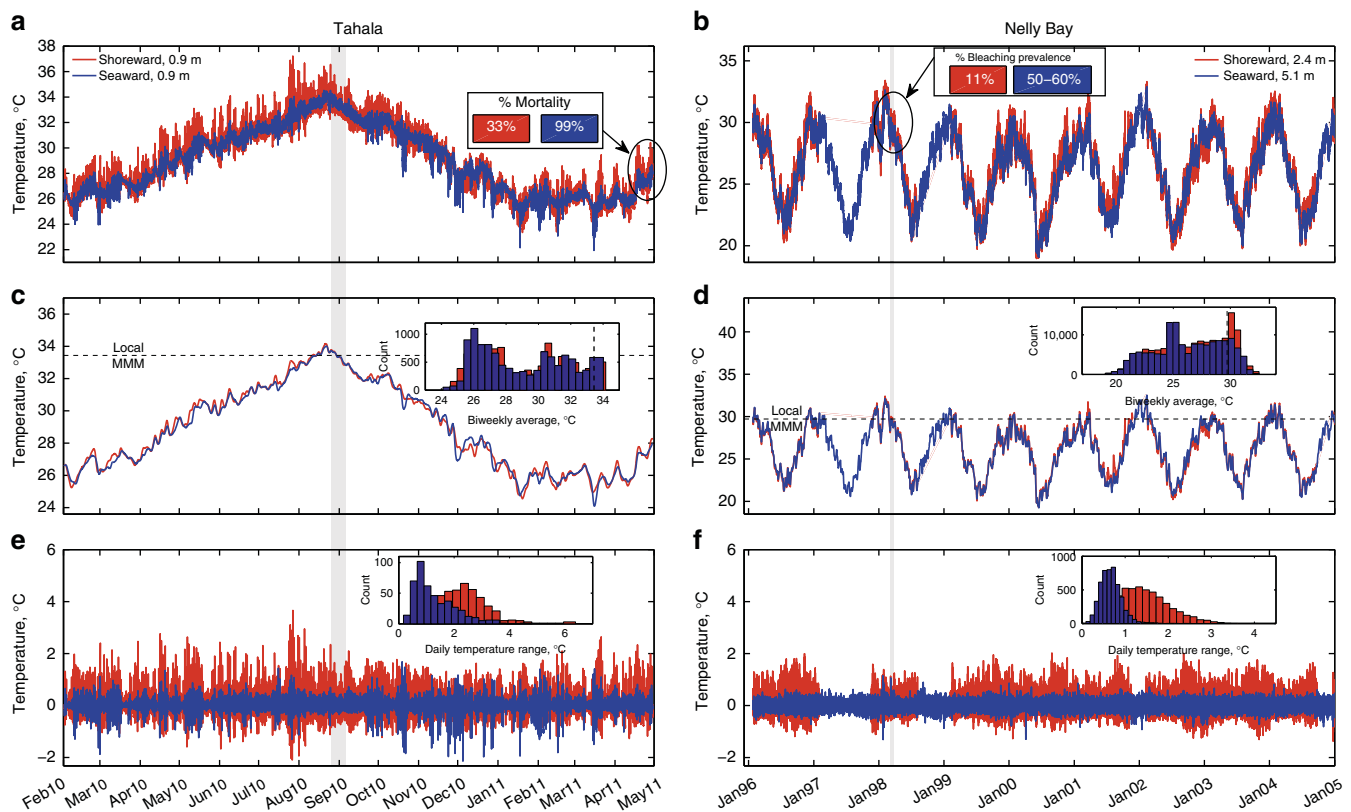 a
Tahala
Temperature, °C
38
36
34
32
30
28
26
24
22
Shoreward, 0.9 m
Seaward, 0.9 m
% Mortality
33%
99%
b
Nelly Bay
Temperature, °C
35
30
25
20
% Bleaching prevalence
11%
50–60%
Shoreward, 2.4 m
Seaward, 5.1 m
c
Temperature, °C
36
34
32
30
28
26
24
Local
MMM
Count
1000
500
0
24 26 28 30 32 34
Biweekly average, °C
d
Temperature, °C
40
35
30
25
20
Local
MMM
Count
10,000
0
20 25 30
Biweekly average, °C
e
Temperature, °C
6
4
2
0
−2
Count
100
50
0
0 2 4 6
Daily temperature range, °C
Feb10 Mar10 Apr10 May10 Jun10 Jul10 Aug10 Sep10 Oct10 Nov10 Dec10 Jan11 Feb11 Mar11 Apr11 May11
f
Temperature, °C
6
4
2
0
−2
Count
1000
500
0
0 1 2 3 4
Daily temperature range, °C
Jan96 Jan97 Jan98 Jan99 Jan00 Jan01 Jan02 Jan03 Jan04 Jan05